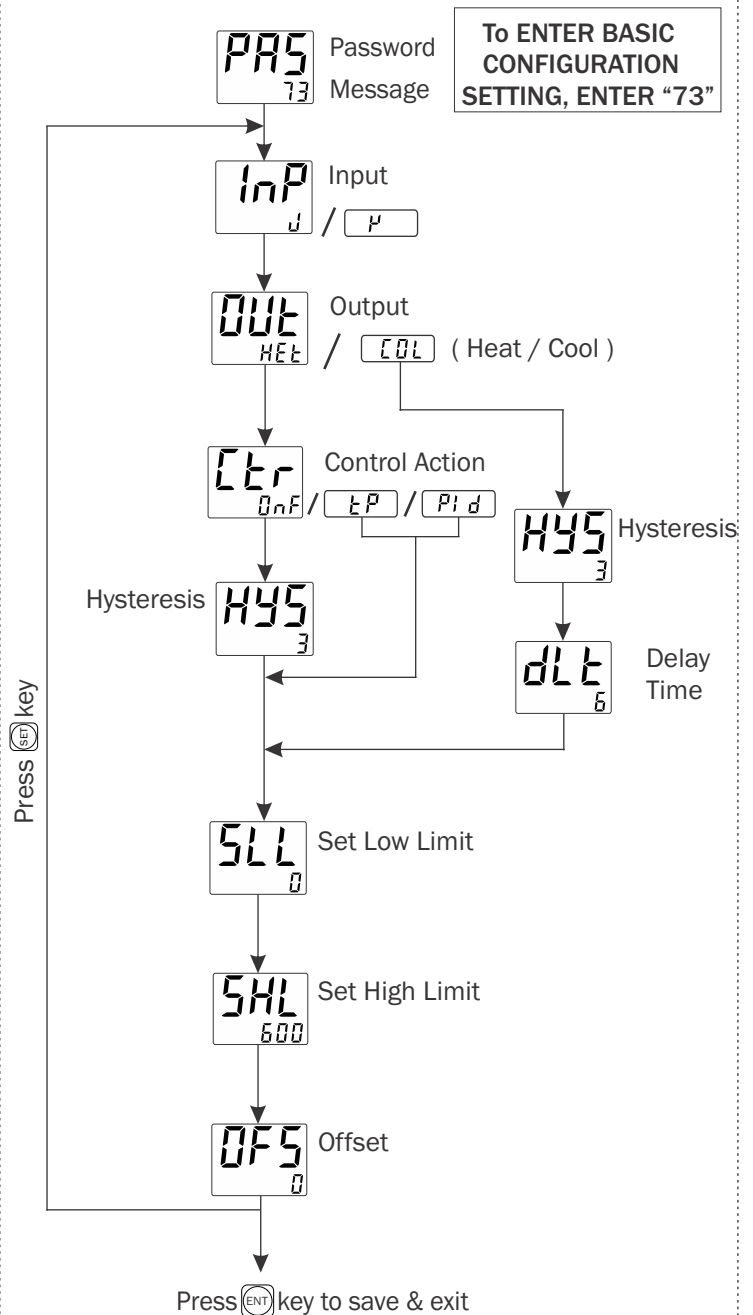 PAS
73
Password
Message
To ENTER BASIC
CONFIGURATION
SETTING, ENTER “73”
InP
J
Input
/
OUt
HEt
Output
/ COL ( Heat / Cool )
Ctr
OnF
Control Action
/ tP / PId
Hysteresis
HYS
3
HYS
3
Hysteresis
dLt
6
Delay
Time
Press SET key
SLL
0
Set Low Limit
SHL
600
Set High Limit
OFS
0
Offset
Press ENT key to save & exit